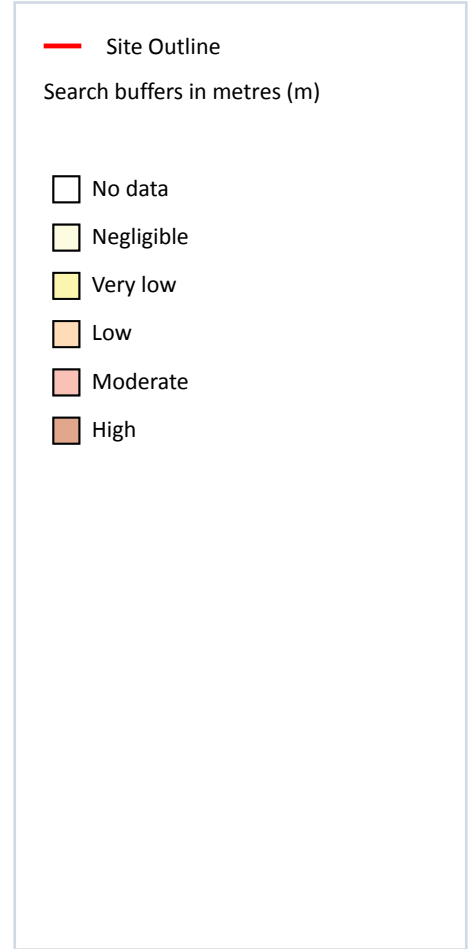 Site Outline
Search buffers in metres (m)
No data
Negligible
Very low
Low
Moderate
High